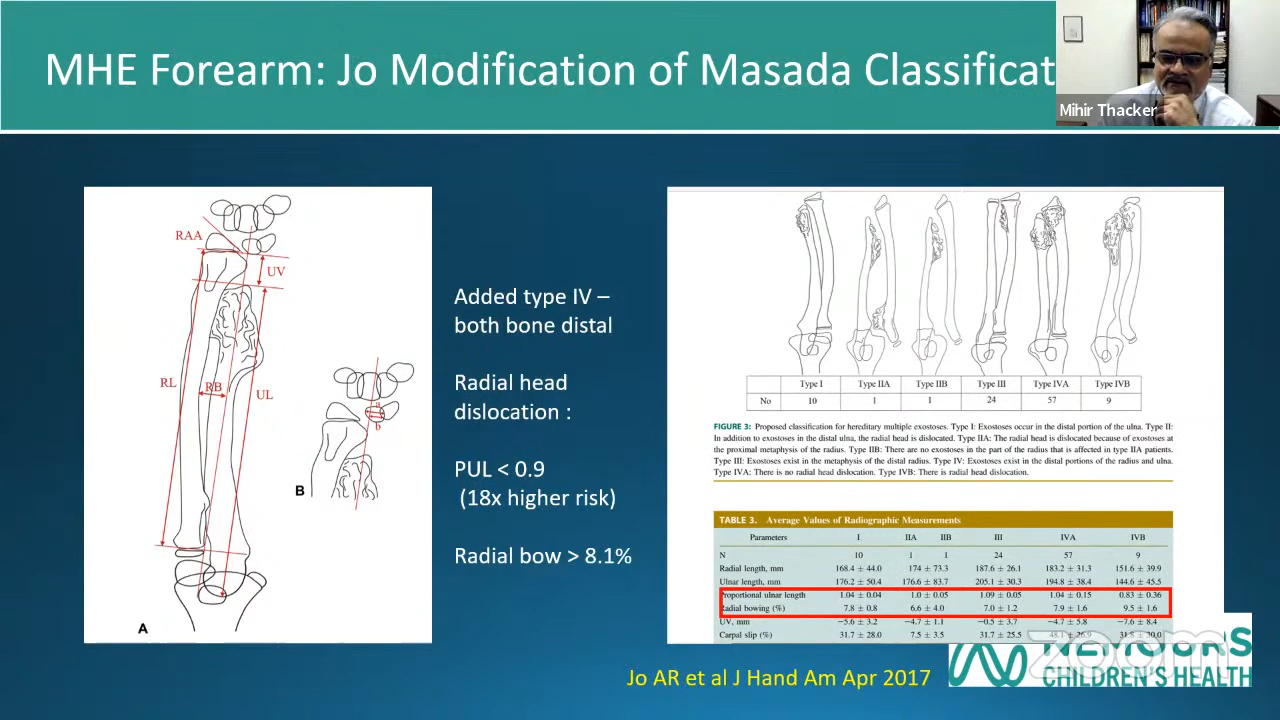 MHE Forearm: Jo Modification of Masada Classificat
Mihir Thacker
RAA
UV
RL
RB
UL
A
B
a
b
Added type IV –
both bone distal
Radial head
dislocation :
PUL < 0.9
(18x higher risk)
Radial bow > 8.1%
Type I Type IIA Type IIB Type III Type IVA Type IVB
No 10 1 1 24 57 9
FIGURE 3: Proposed classification for hereditary multiple exostoses. Type I: Exostoses occur in the distal portion of the ulna. Type II:
In addition to exostoses in the distal ulna, the radial head is dislocated. Type IIA: The radial head is dislocated because of exostoses at
the proximal metaphysis of the radius. Type IIB: There are no exostoses in the part of the radius that is affected in type IIA patients.
Type III: Exostoses exist in the metaphysis of the distal radius. Type IV: Exostoses exist in the distal portions of the radius and ulna.
Type IVA: There is no radial head dislocation. Type IVB: There is radial head dislocation.
TABLE 3. Average Values of Radiographic Measurements
Parameters I IIA IIB III IVA IVB
N 10 1 1 24 57 9
Radial length, mm 168.4 ± 44.0 174 ± 73.3 187.6 ± 26.1 183.2 ± 31.3 151.6 ± 39.9
Ulnar length, mm 176.2 ± 50.4 176.6 ± 83.7 205.1 ± 30.3 194.8 ± 38.4 144.6 ± 45.5
Proportional ulnar length 1.04 ± 0.04 1.0 ± 0.05 1.09 ± 0.05 1.04 ± 0.15 0.83 ± 0.36
Radial bowing (%) 7.8 ± 0.8 6.6 ± 4.0 7.0 ± 1.2 7.9 ± 1.6 9.5 ± 1.6
UV, mm −5.6 ± 3.2 −4.7 ± 1.1 −0.5 ± 3.7 −4.7 ± 5.8 −7.6 ± 8.4
Carpal slip (%) 31.7 ± 28.0 7.5 ± 3.5 31.7 ± 25.5 48.1 ± 26.9
zoom
NEMOURS
CHILDREN'S HEALTH
Jo AR et al J Hand Am Apr 2017